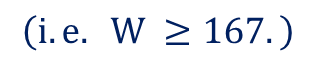 (i.e. W ≥ 167.)